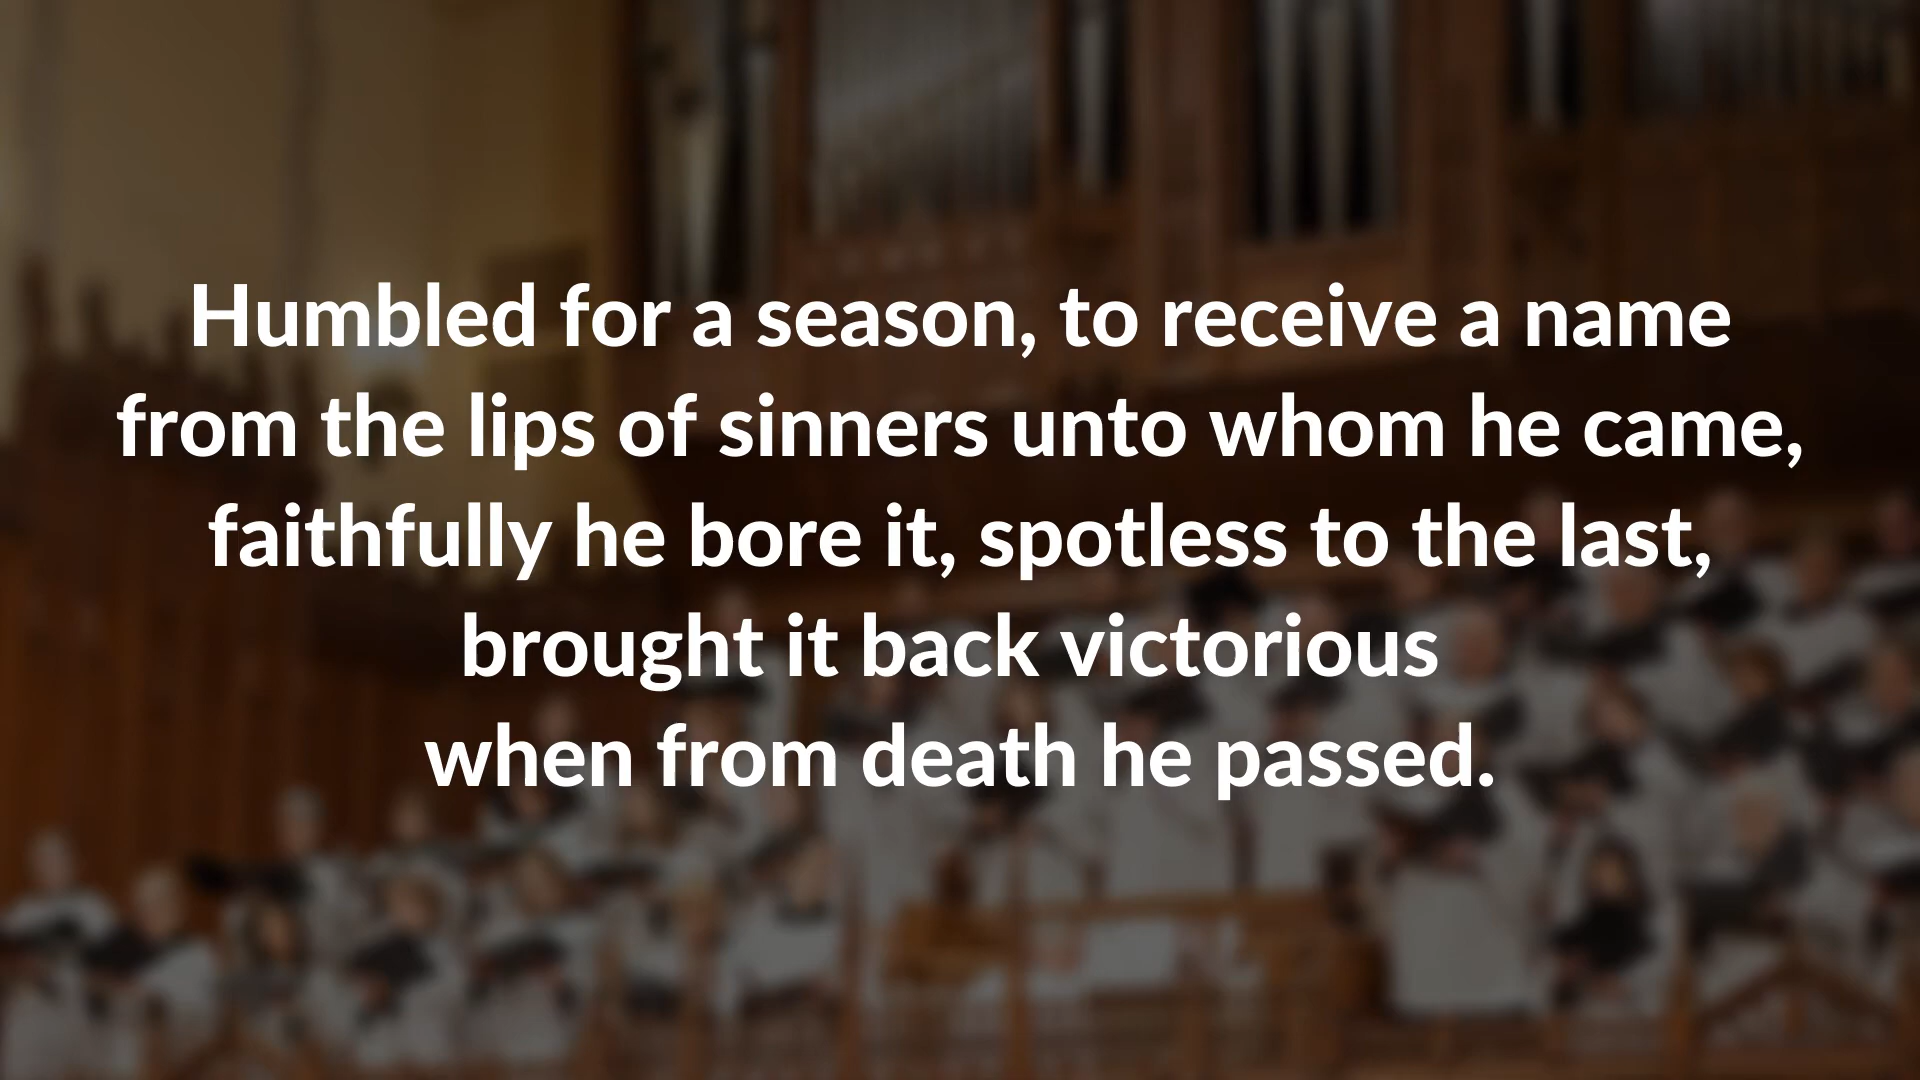 Humbled for a season, to receive a name
from the lips of sinners unto whom he came,
faithfully he bore it, spotless to the last,
brought it back victorious
when from death he passed.